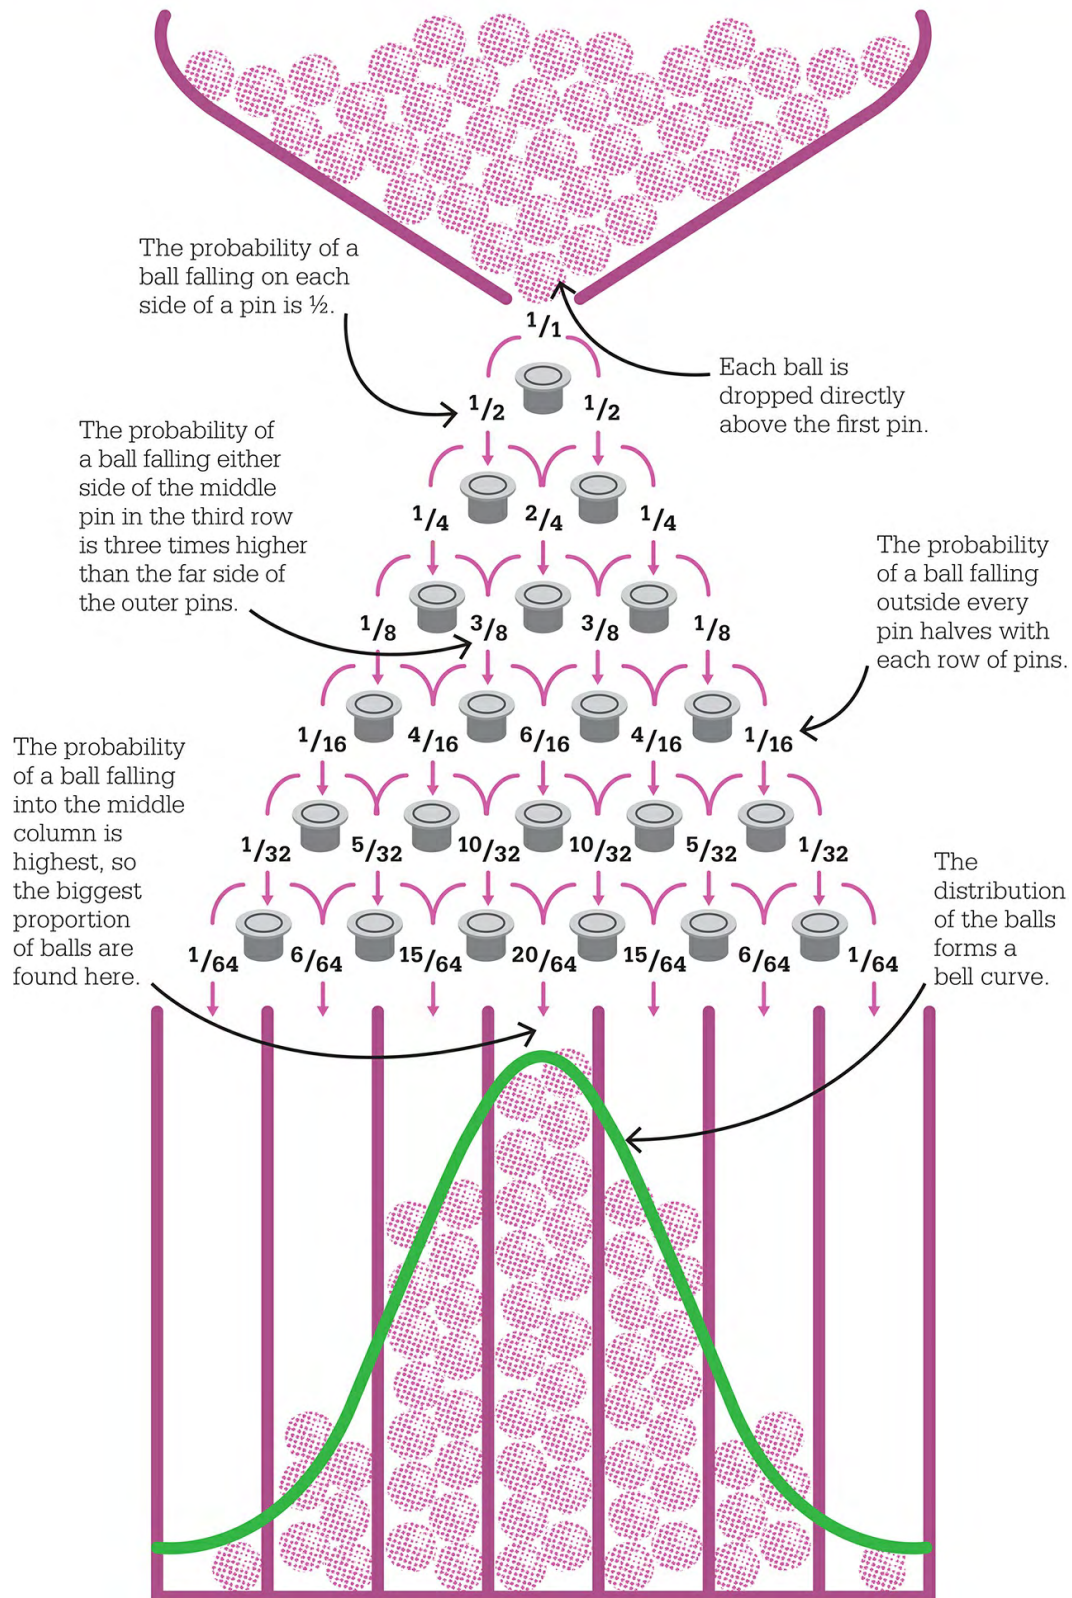 The probability of a
ball falling on each
side of a pin is ½.
1/1
Each ball is
dropped directly
above the first pin.
1/2 1/2
The probability of
a ball falling either
side of the middle
pin in the third row
is three times higher
than the far side of
the outer pins.
1/4 2/4 1/4
The probability
of a ball falling
outside every
pin halves with
each row of pins.
1/8 3/8 3/8 1/8
1/16 4/16 6/16 4/16 1/16
The probability
of a ball falling
into the middle
column is
highest, so
the biggest
proportion
of balls are
found here.
1/32 5/32 10/32 10/32 5/32 1/32
The
distribution
of the balls
forms a
bell curve.
1/64 6/64 15/64 20/64 15/64 6/64 1/64